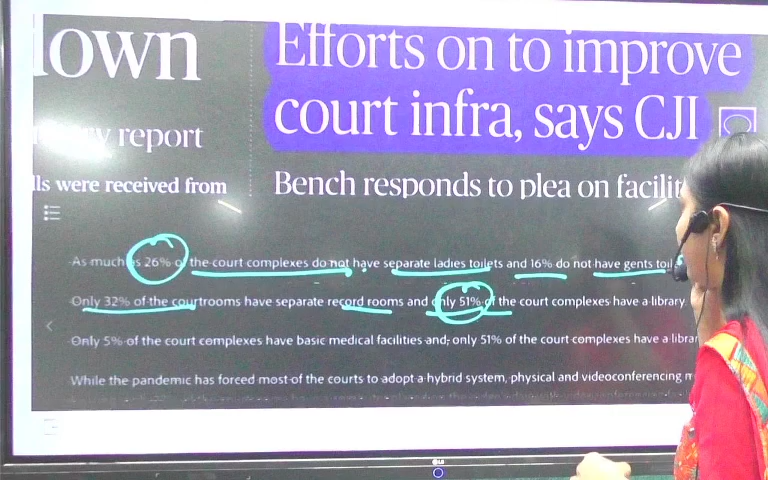 lown
Efforts on to improve
court infra, says CJI
report
lls were received from
Bench responds to plea on facilit
As much as 26% of the court complexes do not have separate ladies toilets and 16% do not have gents toil
Only 32% of the courtrooms have separate record rooms and only 51% of the court complexes have a library.
Only 5% of the court complexes have basic medical facilities and; only 51% of the court complexes have a librar
While the pandemic has forced most of the courts to adopt a hybrid system, physical and videoconferencing m
LG